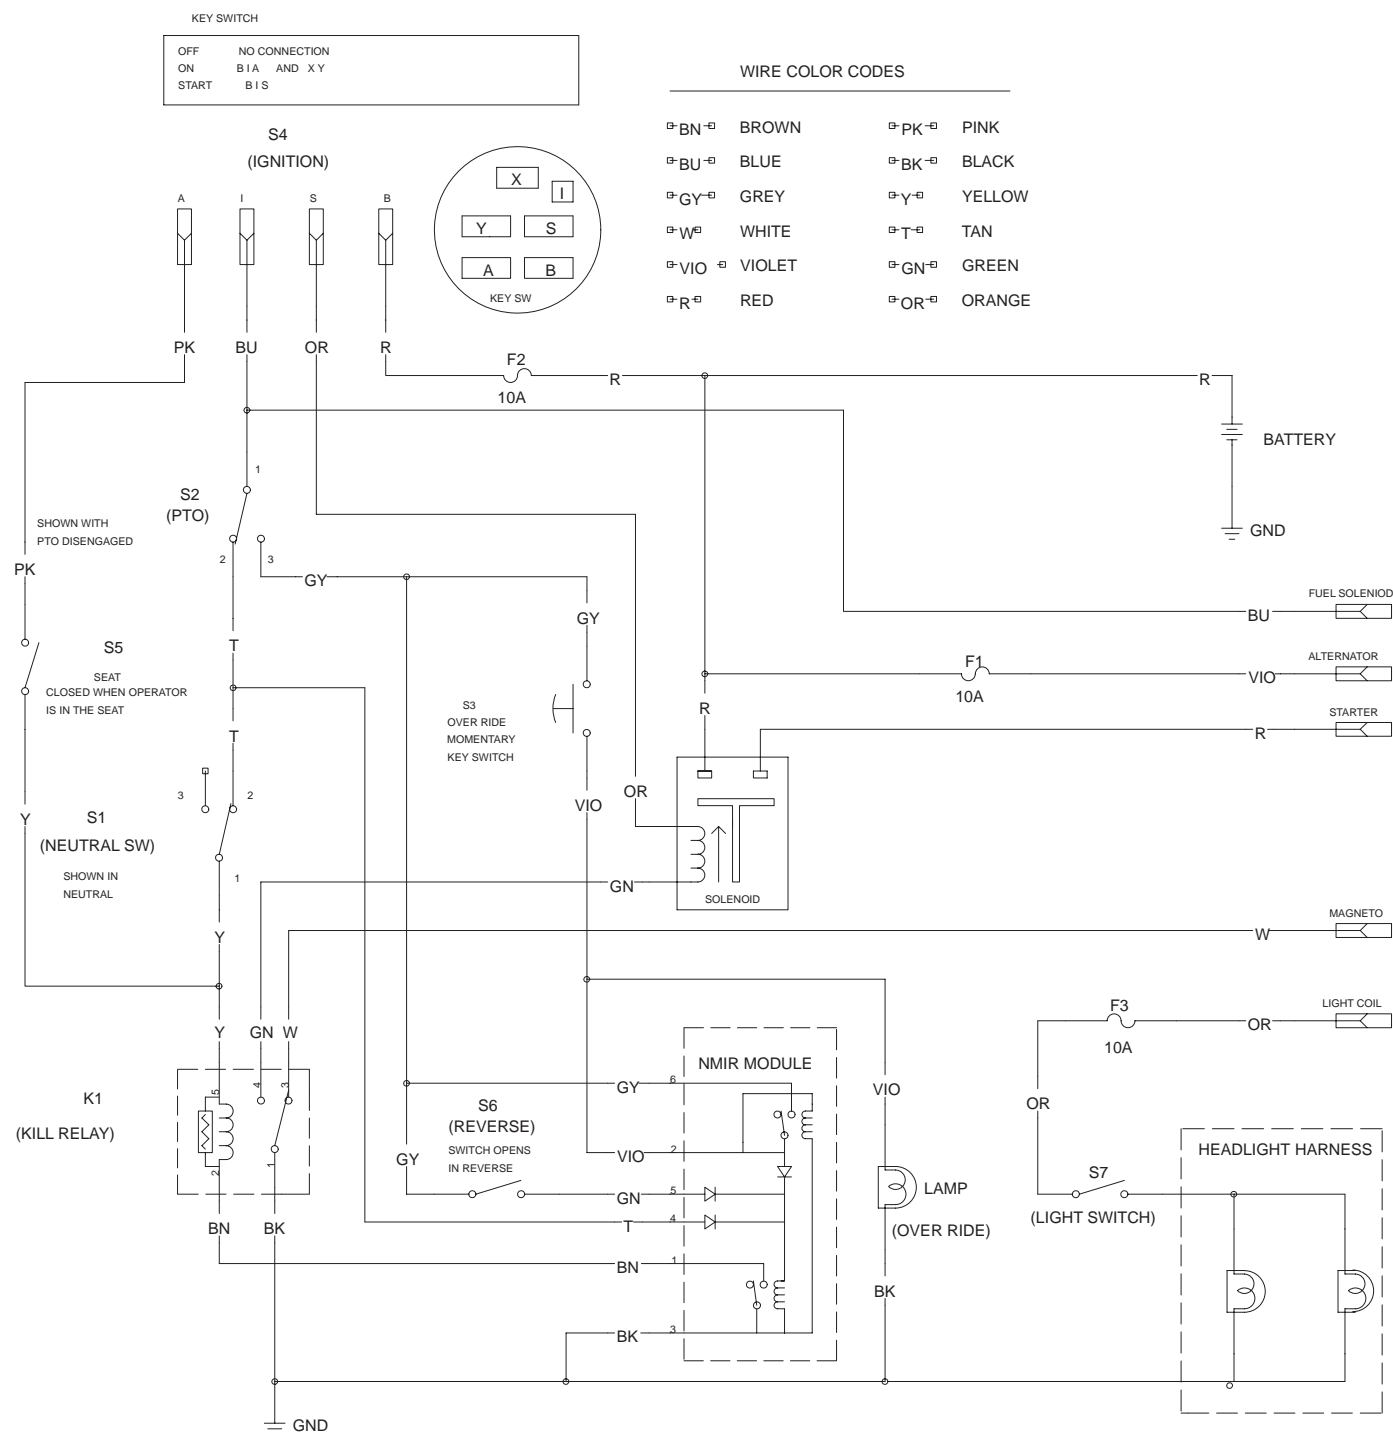 KEY SWITCH
OFF NO CONNECTION
ON B I A AND X Y
START B I S
WIRE COLOR CODES
BN BROWN
PK PINK
BU BLUE
BK BLACK
GY GREY
Y YELLOW
W WHITE
T TAN
VIO VIOLET
GN GREEN
R RED
OR ORANGE
S4
(IGNITION)
A
I
S
B
X
I
Y
S
A
B
KEY SW
PK
BU
OR
R
F2
10A
R
R
BATTERY
GND
1
S2
(PTO)
2
3
SHOWN WITH
PTO DISENGAGED
PK
GY
GY
T
S5
SEAT
CLOSED WHEN OPERATOR
IS IN THE SEAT
FUEL SOLENIOD
BU
ALTERNATOR
F1
10A
VIO
STARTER
R
R
S3
OVER RIDE
MOMENTARY
KEY SWITCH
T
3
2
OR
VIO
Y
S1
(NEUTRAL SW)
SHOWN IN
NEUTRAL
1
GN
SOLENOID
MAGNETO
W
Y
Y
GN
W
LIGHT COIL
F3
10A
OR
NMIR MODULE
K1
(KILL RELAY)
5
4
3
2
1
GY
6
S6
(REVERSE)
SWITCH OPENS
IN REVERSE
VIO
OR
GY
VIO
2
GN
5
T
4
BN
1
BK
3
BN
BK
LAMP
(OVER RIDE)
BK
S7
(LIGHT SWITCH)
HEADLIGHT HARNESS
GND